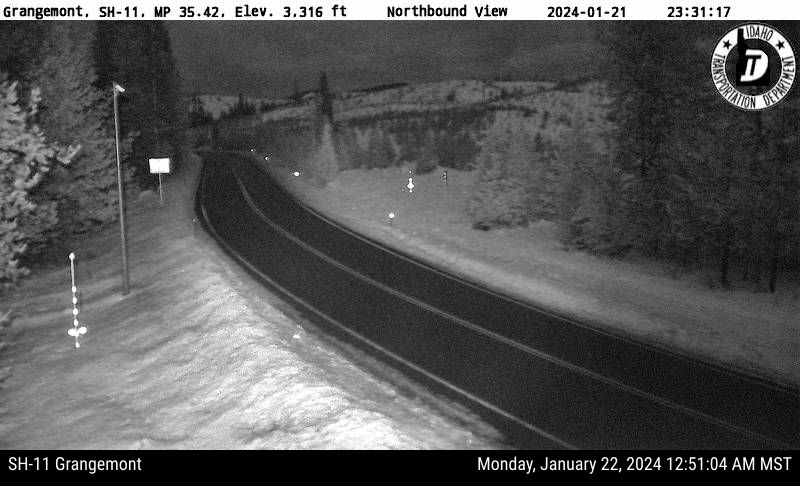 Grangemont, SH-11, MP 35.42, Elev. 3,316 ft Northbound View 2024-01-21 23:31:17
IDAHO
TRANSPORTATION DEPARTMENT
SH-11 Grangemont Monday, January 22, 2024 12:51:04 AM MST